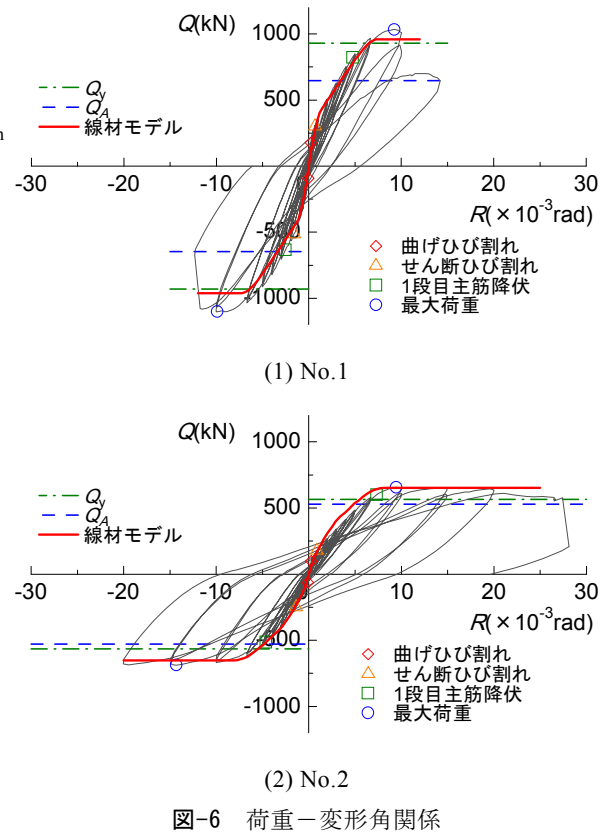 Q(kN)
1000
500
-500
1000
-30
-20
-10
0
10
20
30
R(×10⁻³rad)
Qy
QA
線材モデル
m
曲げひび割れ
せん断ひび割れ
1段目主筋降伏
最大荷重
(1) No.1
Q(kN)
1000
500
-500
-1000
-30
-20
-10
0
10
20
30
R(×10⁻³rad)
Qy
QA
線材モデル
曲げひび割れ
せん断ひび割れ
1段目主筋降伏
最大荷重
(2) No.2
図-6 荷重－変形角関係